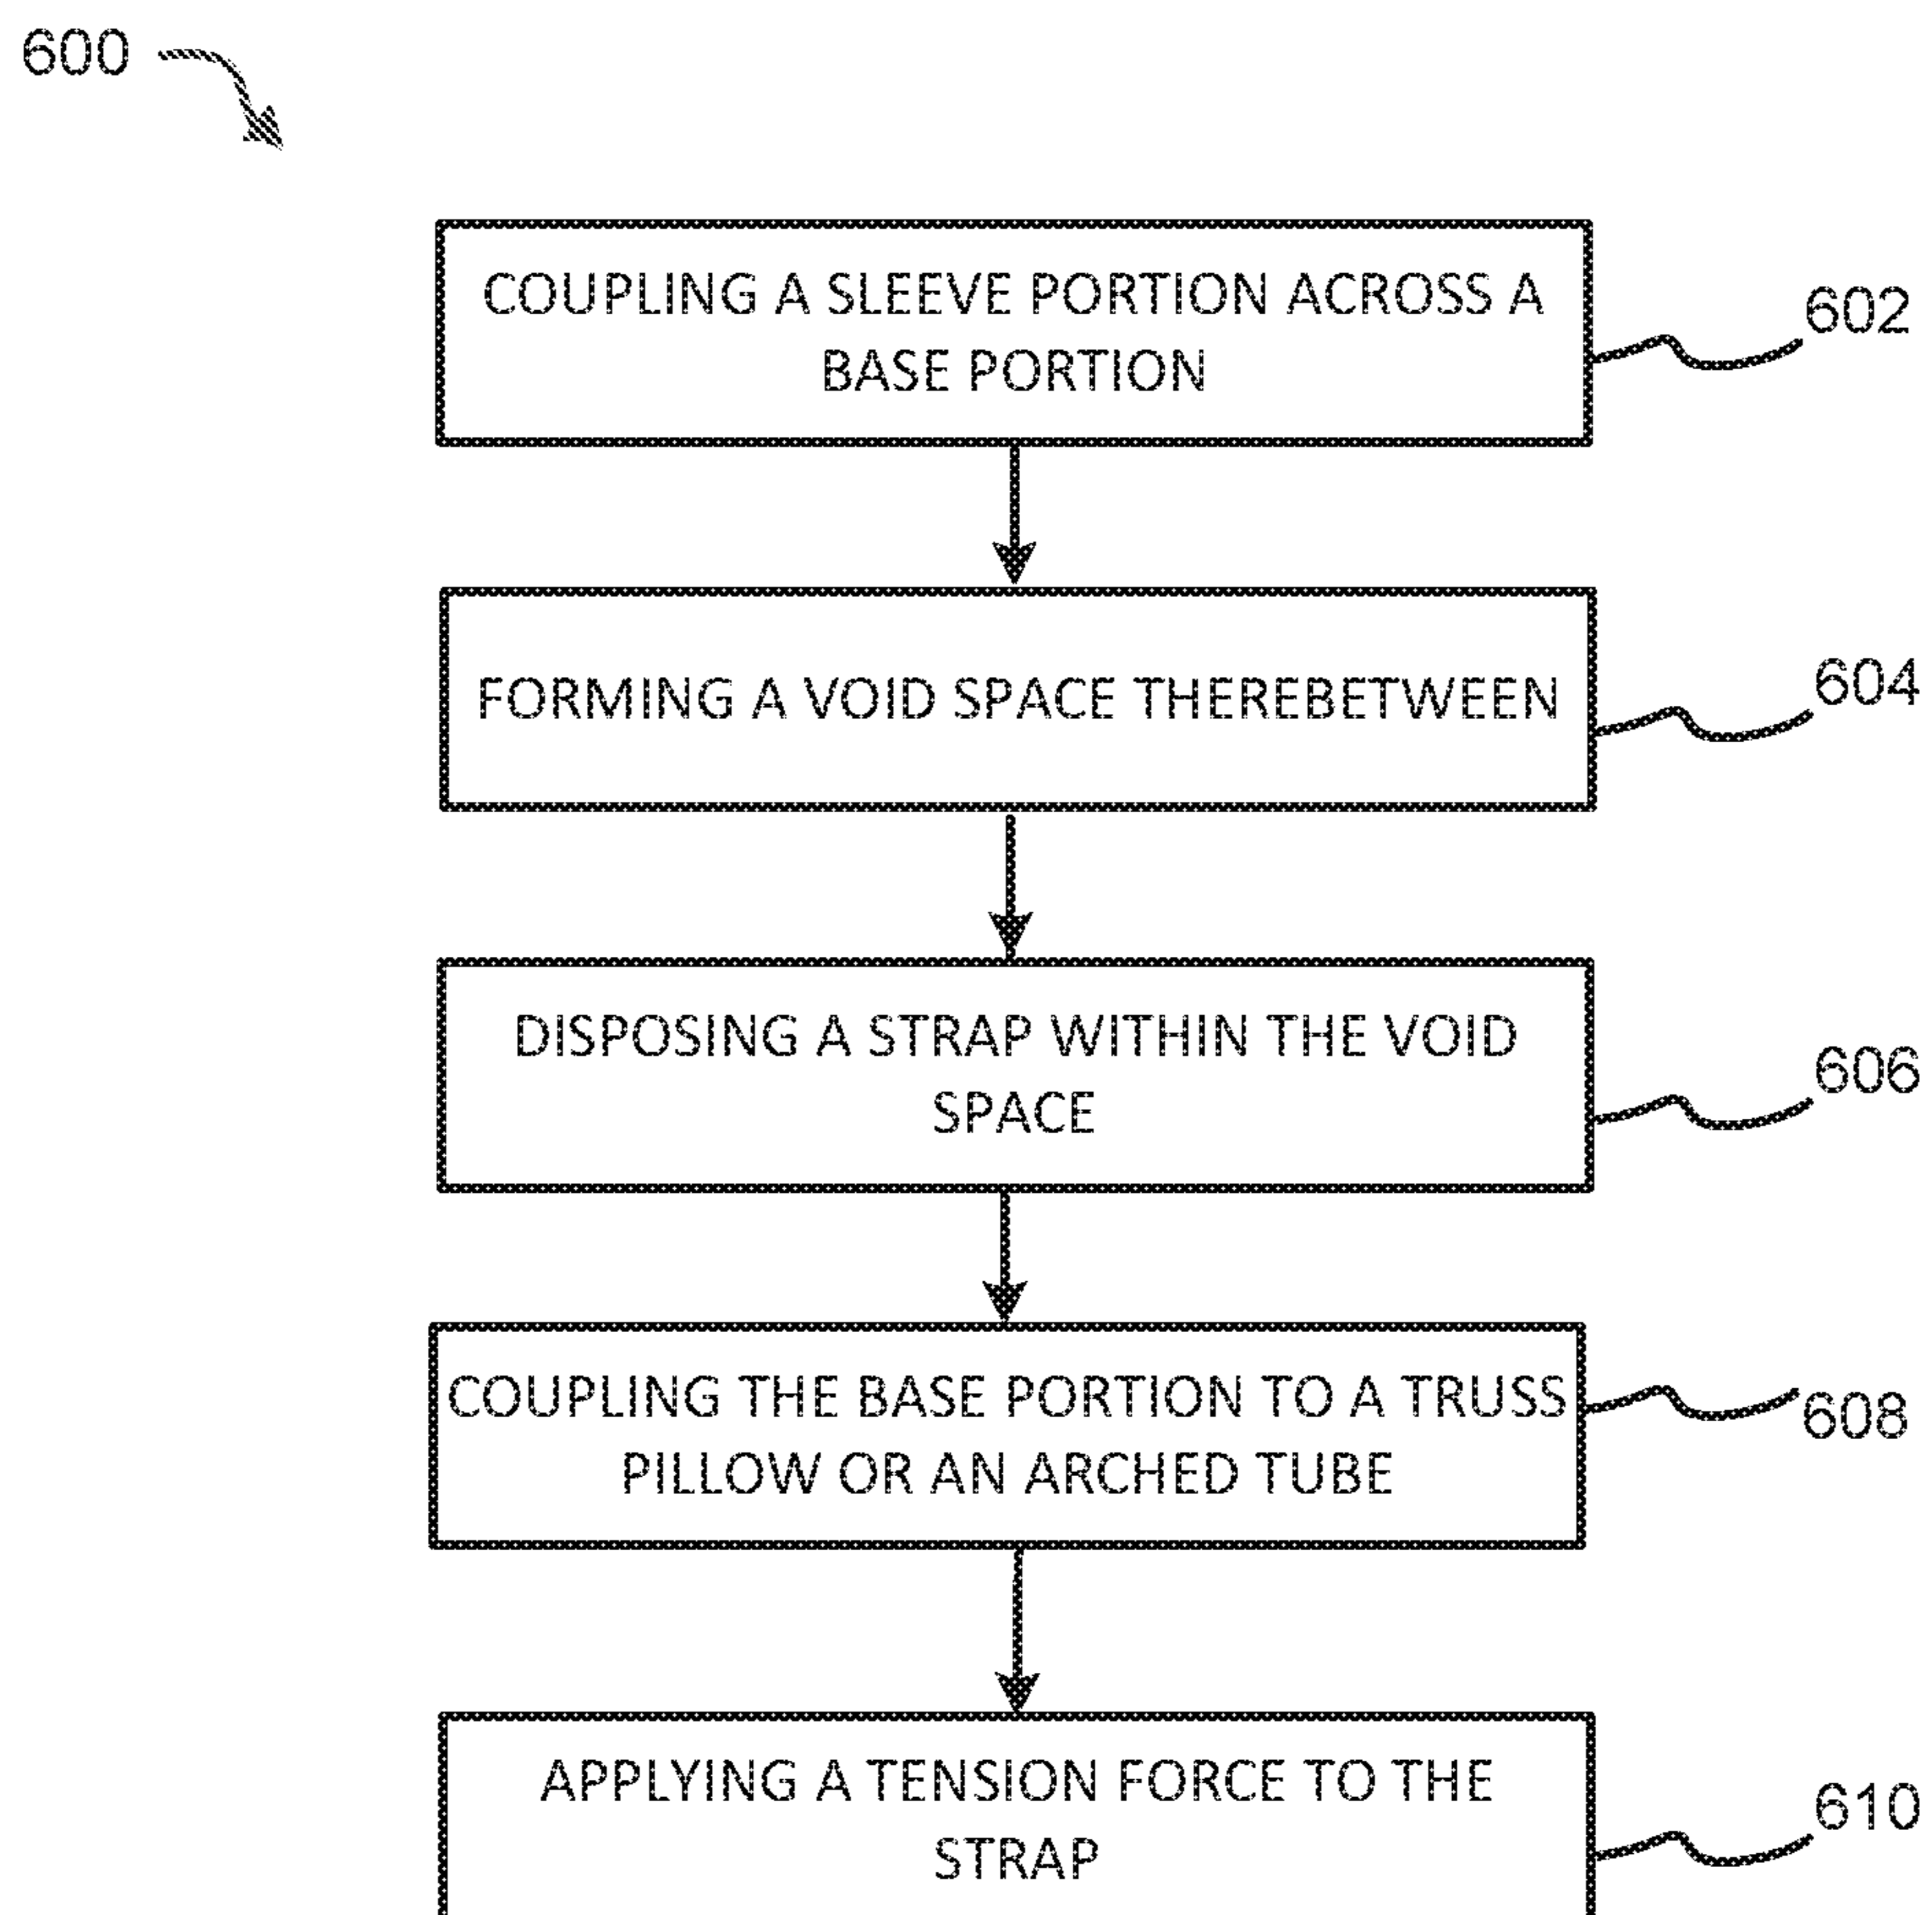 600
COUPLING A SLEEVE PORTION ACROSS A
BASE PORTION
602
FORMING A VOID SPACE THEREBETWEEN
604
DISPOSING A STRAP WITHIN THE VOID
SPACE
606
COUPLING THE BASE PORTION TO A TRUSS
PILLOW OR AN ARCHED TUBE
608
APPLYING A TENSION FORCE TO THE
STRAP
610